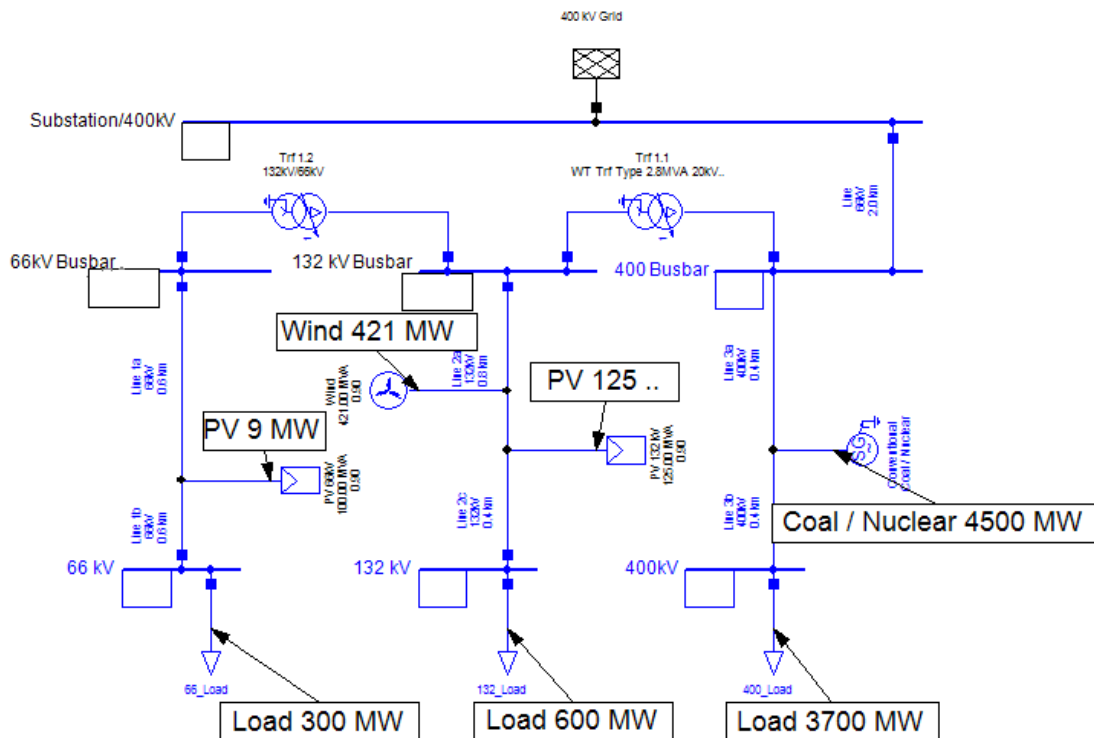 400 kV Grid
Substation/400kV
Trf 1.2
132kV/66kV
Trf 1.1
WT Trf Type 2.8MVA 20kV..
Line
66kV
2.0 km
66kV Busbar .
132 kV Busbar
400 Busbar
Wind 421 MW
PV 125 ..
PV 9 MW
Line 1a
66kV
0.6 km
Wind
421.00 MVA
0.90
Line 2a
132kV
0.8 km
Line 3a
400kV
0.4 km
PV 66kV
100.00 MVA
0.90
PV 132 kV
125.00 MVA
0.90
SG
~
Conventional
Coal / Nuclear
Coal / Nuclear 4500 MW
Line 1b
66kV
0.6 km
Line 2c
132kV
0.4 km
Line 3b
400kV
0.4 km
66 kV
132 kV
400kV
66_Load
132_Load
400_Load
Load 300 MW
Load 600 MW
Load 3700 MW